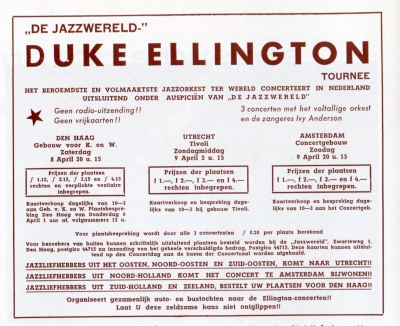 „DE JAZZWERELD-”
DUKE ELLINGTON
TOURNEE
HET BEROEMDSTE EN VOLMAAKTSTE JAZZORKEST TER WERELD CONCERTEERT IN NEDERLAND
UITSLUITEND ONDER AUSPICIEN VAN „DE JAZZWERELD”
Geen radio-uitzending!!
Geen vrijkaarten!!
3 concerten met het voltallige orkest
en de zangeres Ivy Anderson
DEN HAAG
Gebouw voor K. en W.
Zaterdag
8 April 20 u. 15
Prijzen der plaatsen
f 1.15, f 2.15, f 3.15 en f 4.15
rechten en verplichte vestiaire
inbegrepen.
Kaartverkoop dagelijks van 10—3
aan Geb. v. K. en W. Plaatsbespreking
Den Haag van Donderdag 6
April 1 uur af, volgnummers 12 u.
UTRECHT
Tivoli
Zondagmiddag
9 April 2 u. 15
Prijzen der plaatsen
f 1.—, f 2.—, f 3.— en f 4.—
rechten inbegrepen.
Kaartverkoop en bespreking dagelijks
van 10—3 bij gebouw Tivoli.
AMSTERDAM
Concertgebouw
Zondag
9 April 20 u. 15
Prijzen der plaatsen
f 1.—, f 2.—, f 3.— en f 4.—
rechten inbegrepen.
Kaartverkoop en bespreking dagelijks
van 10—3 aan het Concertgeb.
Voor plaatsbespreking wordt door alle 3 concertzalen f 0.20 per plaats berekend
Voor bezoekers van buiten kunnen schriftelijk uitsluitend plaatsen besteld worden bij de „Jazzwereld”, Zwarteweg 1,
Den Haag, postgiro 94715 na inzending van het geheele verschuldigde bedrag. Postgiro 94715. Deze kaarten kunnen uitsluitend
op den Concertdag aan de kassa der Concertzaal worden afgehaald.
JAZZLIEFHEBBERS UIT HET OOSTEN, NOORD-OOSTEN EN ZUID-OOSTEN, KOMT NAAR UTRECHT!!
JAZZLIEFHEBBERS UIT NOORD-HOLLAND KOMT HET CONCERT TE AMSTERDAM BIJWONEN!!
JAZZLIEFHEBBERS UIT ZUID-HOLLAND EN ZEELAND, BESTELT UW PLAATSEN VOOR DEN HAAG!!
Organiseert gezamenlijk auto- en bustochten naar de Ellington-concerten!!
Laat U deze zeldzame kans niet ontglippen!!